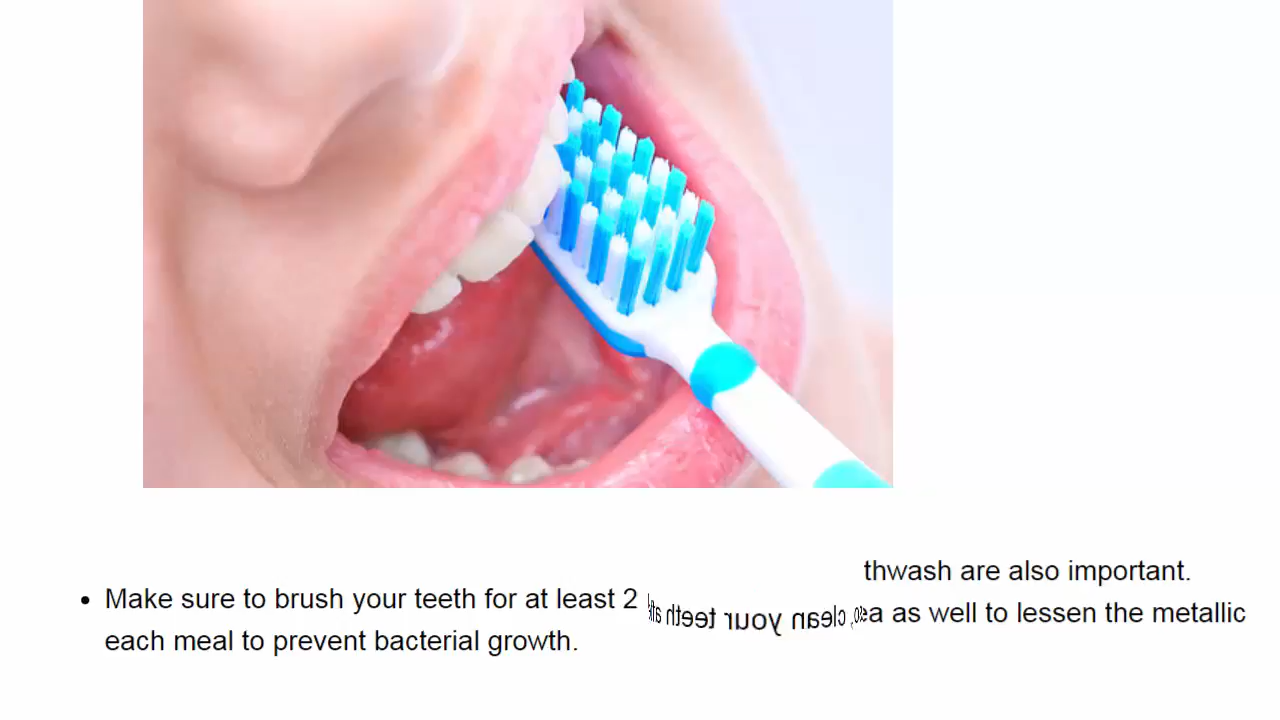 thwash are also important.
• Make sure to brush your teeth for at least 2
so, clean your teeth
a as well to lessen the metallic
each meal to prevent bacterial growth.